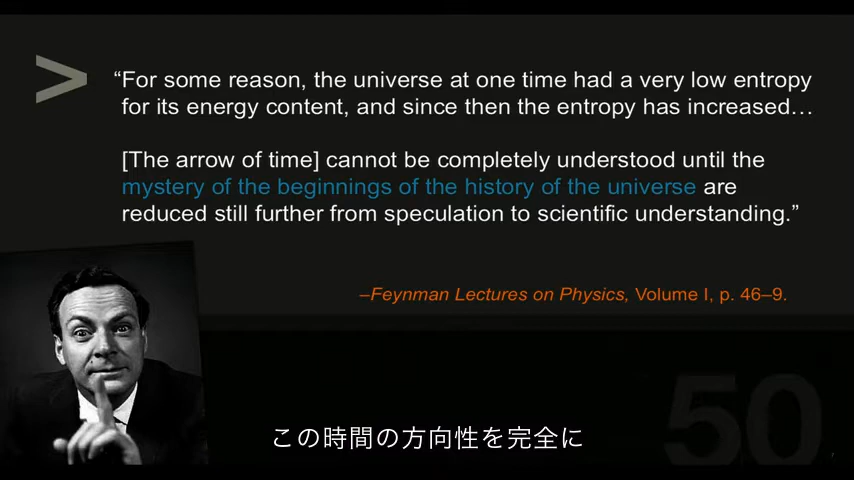 >
“For some reason, the universe at one time had a very low entropy
for its energy content, and since then the entropy has increased…
[The arrow of time] cannot be completely understood until the
mystery of the beginnings of the history of the universe are
reduced still further from speculation to scientific understanding.”
–Feynman Lectures on Physics, Volume I, p. 46–9.
50
この時間の方向性を完全に